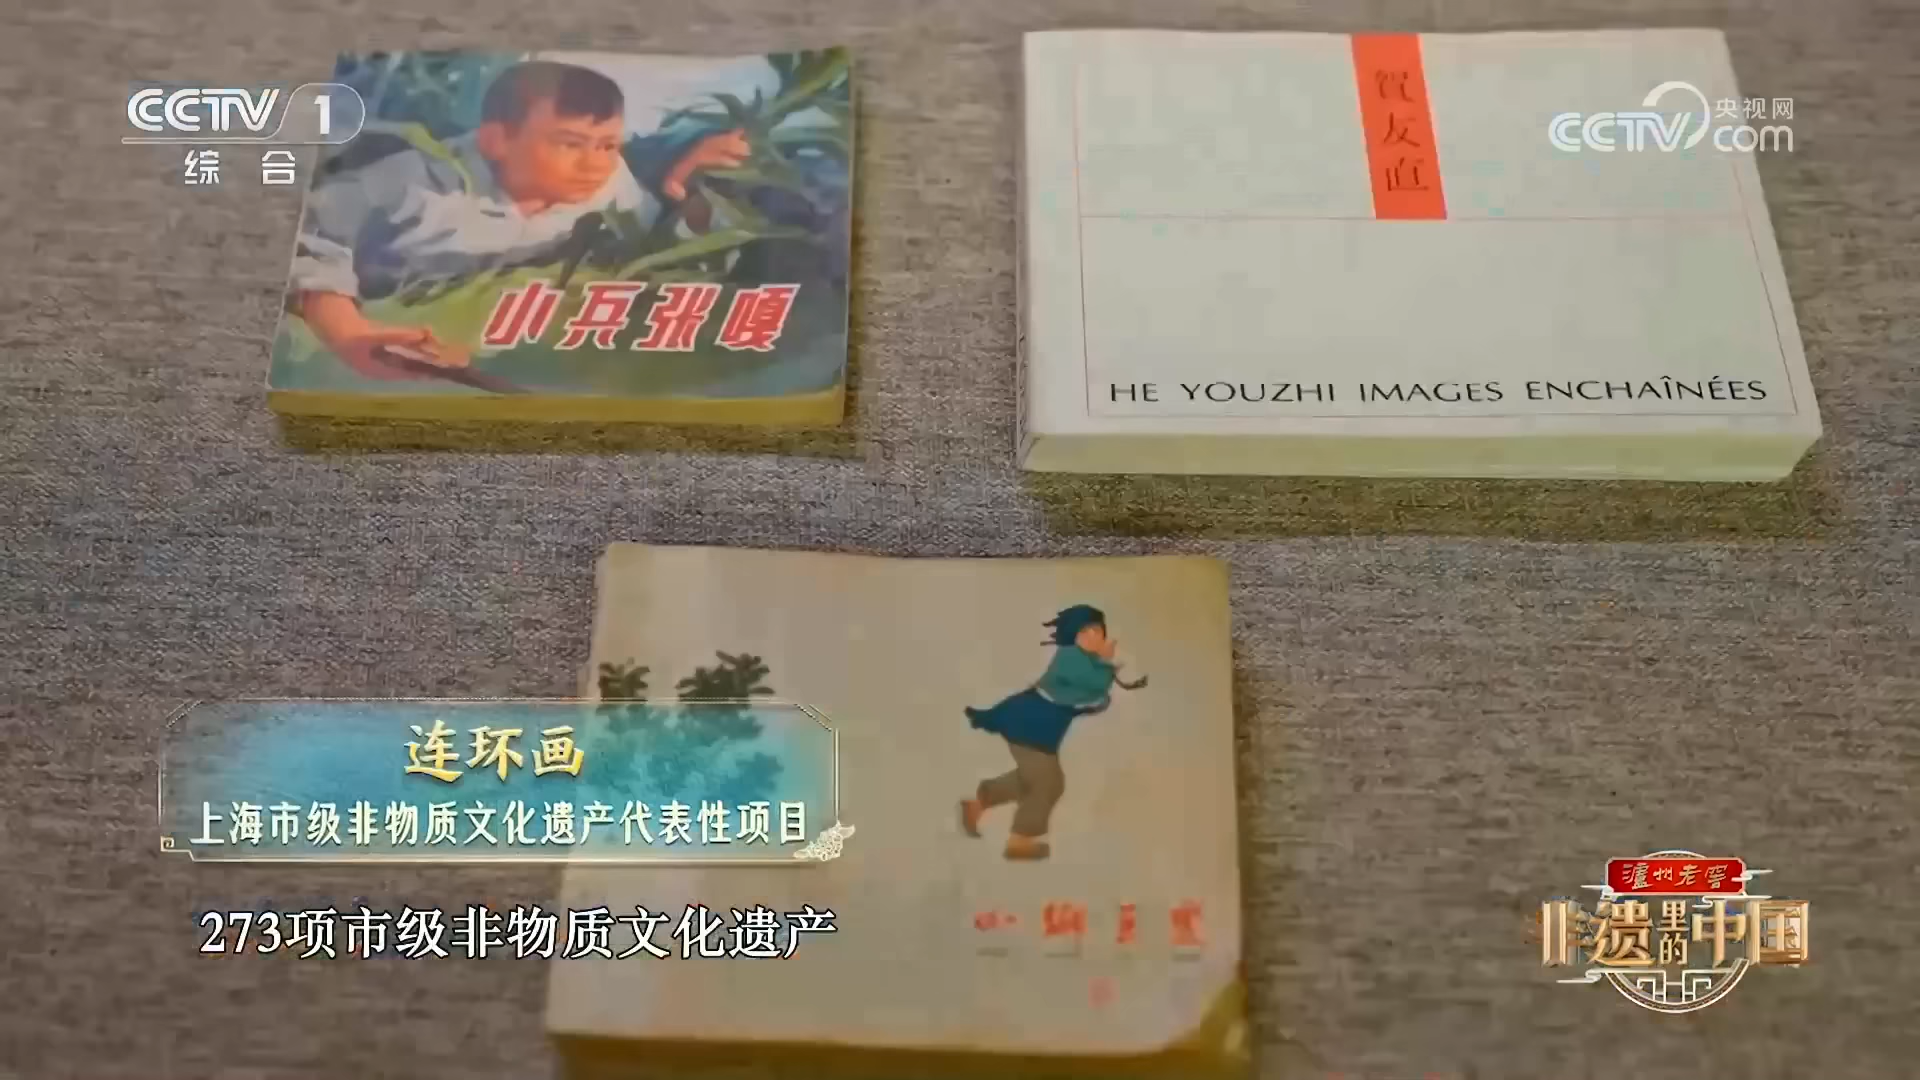 CCTV 1
综合
央视网
CCTV.com
小兵张嘎
賀友直
HE YOUZHI IMAGES ENCHAÎNÉES
连环画
上海市级非物质文化遗产代表性项目
273项市级非物质文化遗产
泸州老窖
非遗里的中国